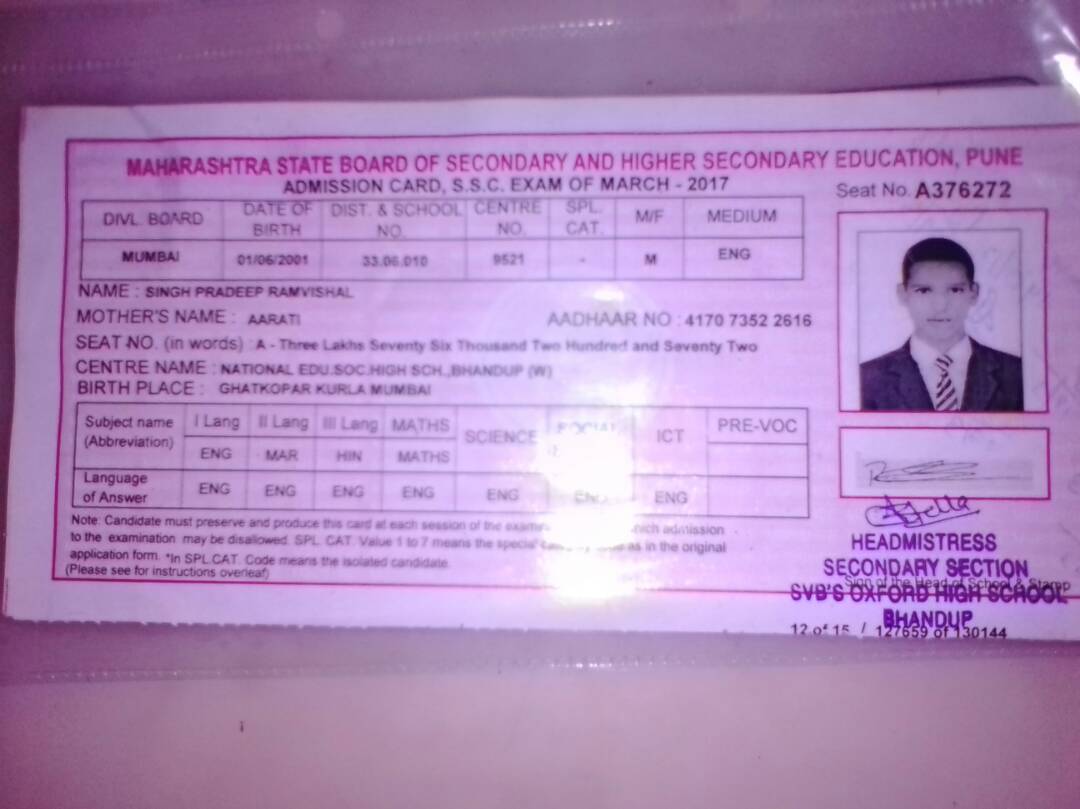 MAHARASHTRA STATE BOARD OF SECONDARY AND HIGHER SECONDARY EDUCATION, PUNE
ADMISSION CARD, S.S.C. EXAM OF MARCH - 2017
Seat No. A376272
DIVL. BOARD DATE OF BIRTH DIST. & SCHOOL NO. CENTRE NO. SPL. CAT. M/F MEDIUM
MUMBAI 01/06/2001 33.06.010 9521 - M ENG
NAME : SINGH PRADEEP RAMVISHAL
MOTHER'S NAME : AARATI AADHAAR NO : 4170 7352 2616
SEAT NO. (in words) : A - Three Lakhs Seventy Six Thousand Two Hundred and Seventy Two
CENTRE NAME : NATIONAL EDU.SOC.HIGH SCH.,BHANDUP (W)
BIRTH PLACE : GHATKOPAR KURLA MUMBAI
Subject name (Abbreviation) I Lang II Lang III Lang MATHS SCIENCE SOCIAL ICT PRE-VOC
ENG MAR HIN MATHS
Language of Answer ENG ENG ENG ENG ENG ENG ENG
Note: Candidate must preserve and produce this card at each session of the which admission
to the examination may be disallowed. SPL. CAT. Value 1 to 7 means the special as in the original
application form. *In SPL.CAT. Code means the isolated candidate.
(Please see for instructions overleaf)
HEADMISTRESS
SECONDARY SECTION
Sign of the Head of School & Stamp
SVB'S OXFORD HIGH SCHOOL
BHANDUP
12 of 15 / 127659 of 130144